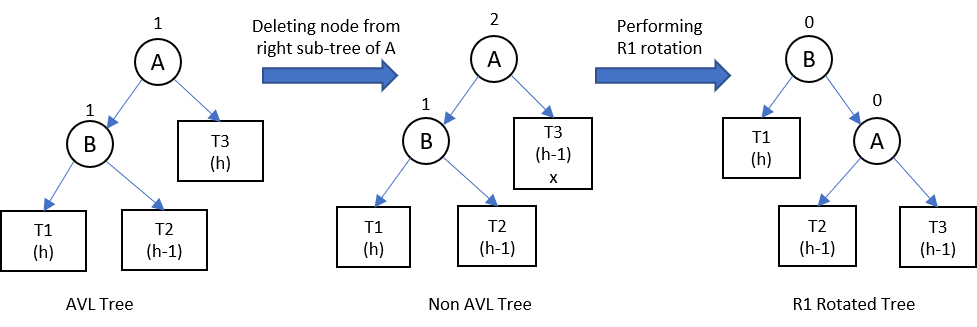 1
A
1
B
T3
(h)
T1
(h)
T2
(h-1)
AVL Tree
Deleting node from
right sub-tree of A
2
A
1
B
T3
(h-1)
x
T1
(h)
T2
(h-1)
Non AVL Tree
Performing
R1 rotation
0
B
0
A
T1
(h)
T2
(h-1)
T3
(h-1)
R1 Rotated Tree